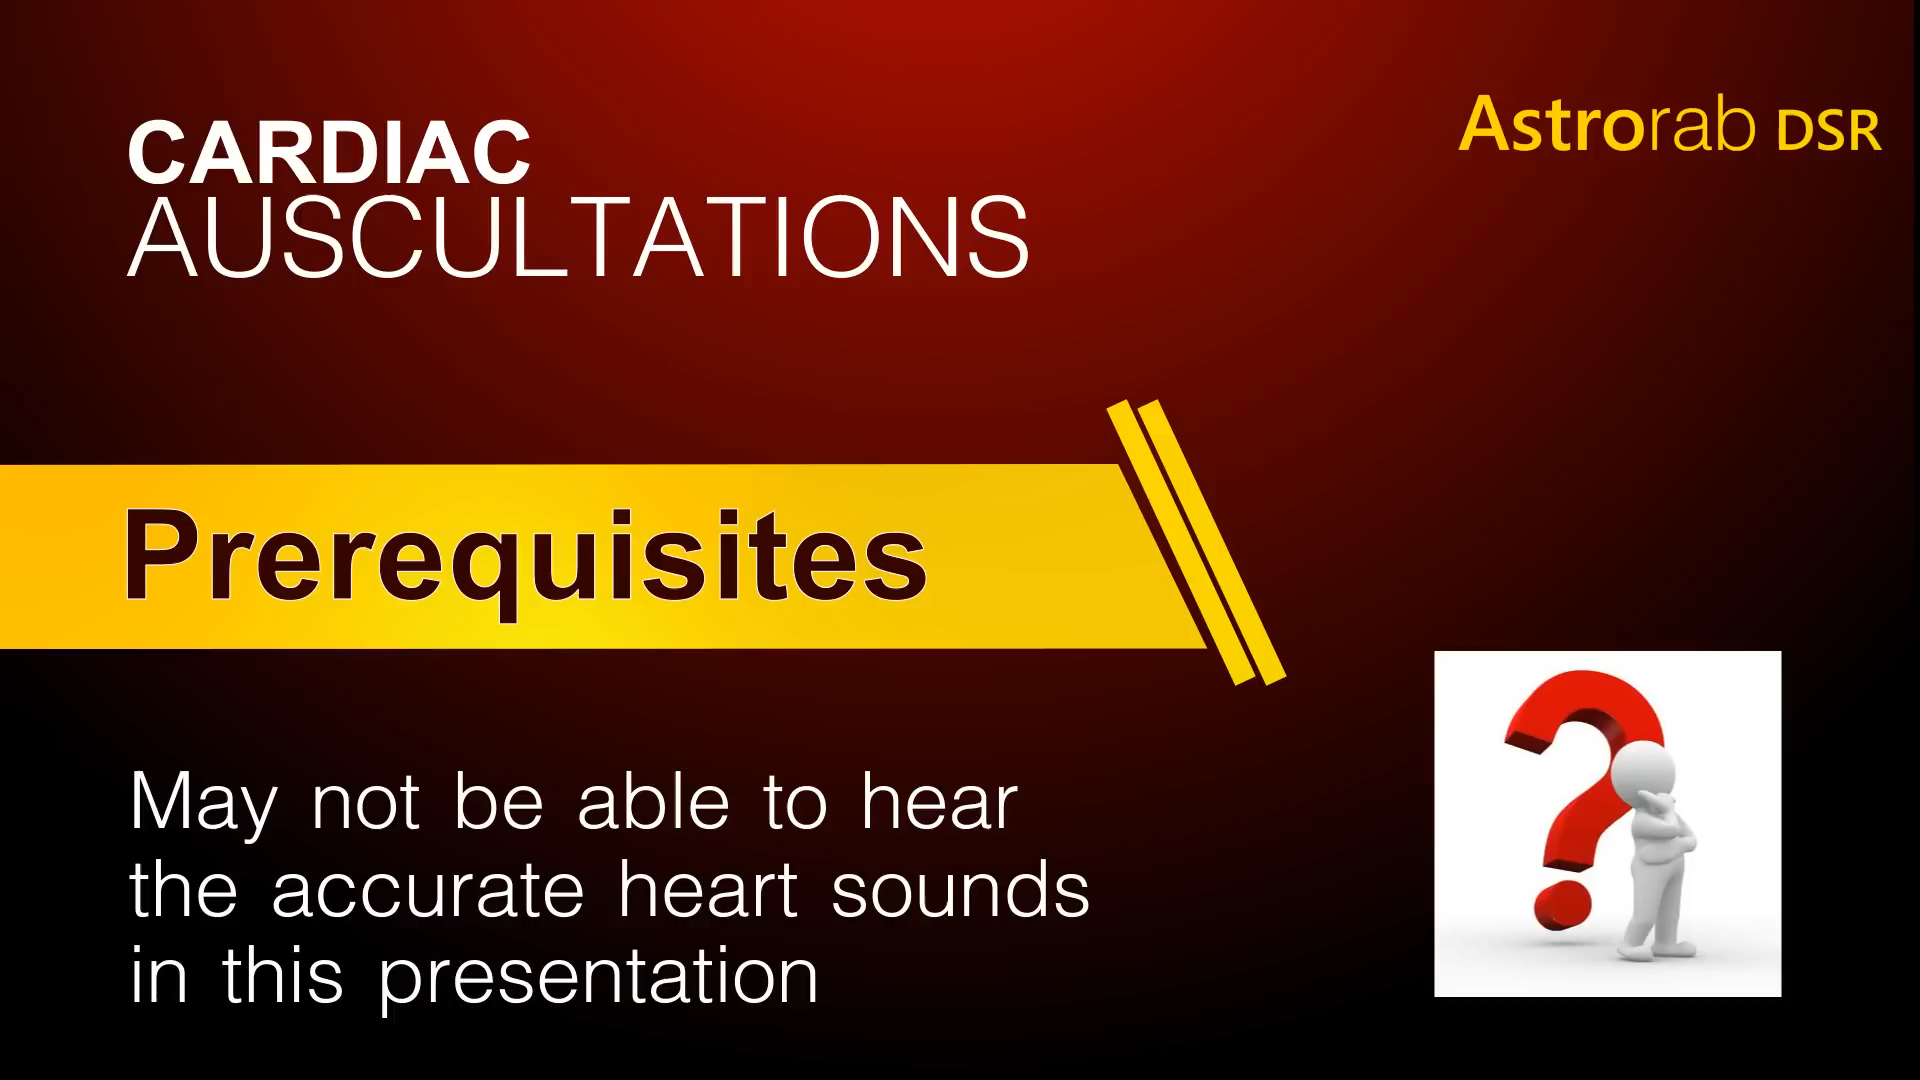 CARDIAC
AUSCULTATIONS
Astrorab DSR
Prerequisites
May not be able to hear
the accurate heart sounds
in this presentation